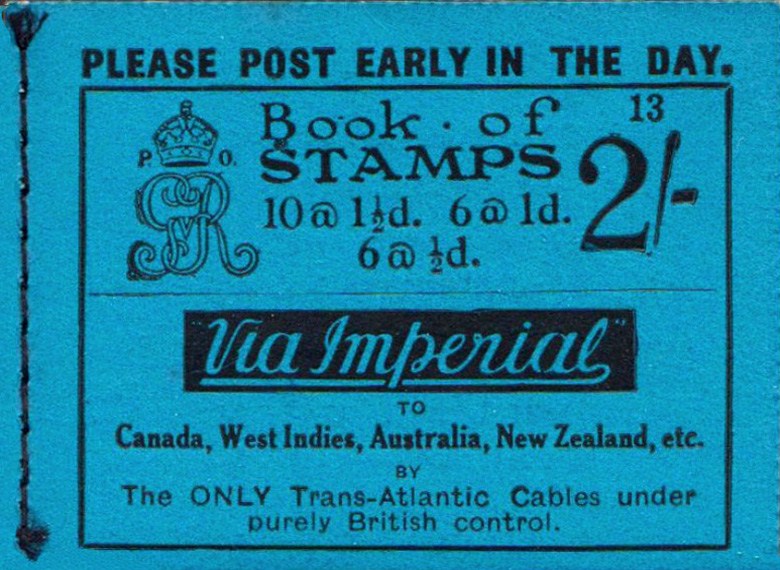 PLEASE POST EARLY IN THE DAY.
13
Book · of
STAMPS
2/-
P. O.
GRV
10 @ 1½d. 6 @ 1d.
6 @ ½d.
"Via Imperial"
TO
Canada, West Indies, Australia, New Zealand, etc.
BY
The ONLY Trans-Atlantic Cables under
purely British control.